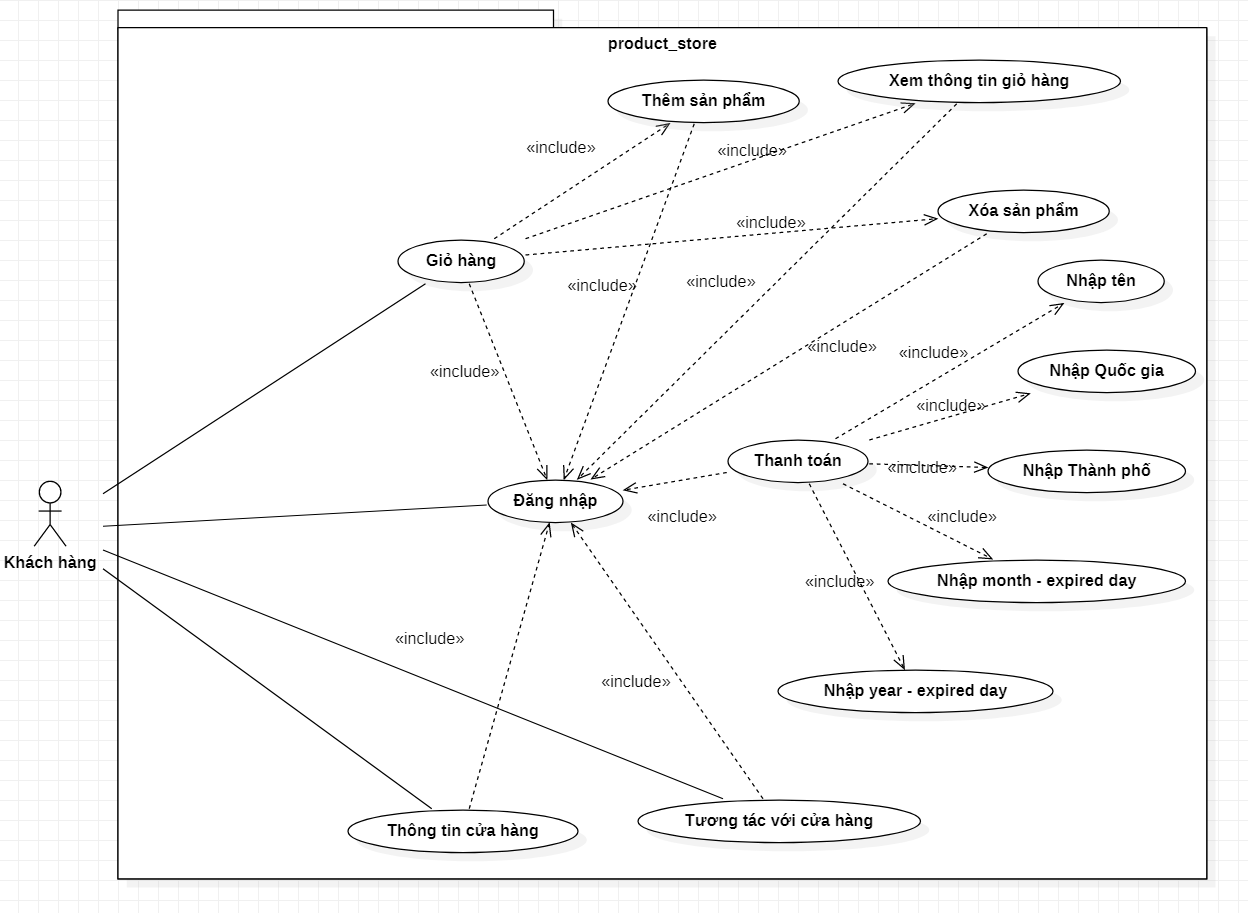 product_store
Xem thông tin giỏ hàng
Thêm sản phẩm
«include»
«include»
Xóa sản phẩm
«include»
Giỏ hàng
Nhập tên
«include»
«include»
«include»
«include»
Nhập Quốc gia
«include»
«include»
Thanh toán
«include»
Nhập Thành phố
Đăng nhập
«include»
«include»
Khách hàng
Nhập month - expired day
«include»
«include»
«include»
Nhập year - expired day
Tương tác với cửa hàng
Thông tin cửa hàng